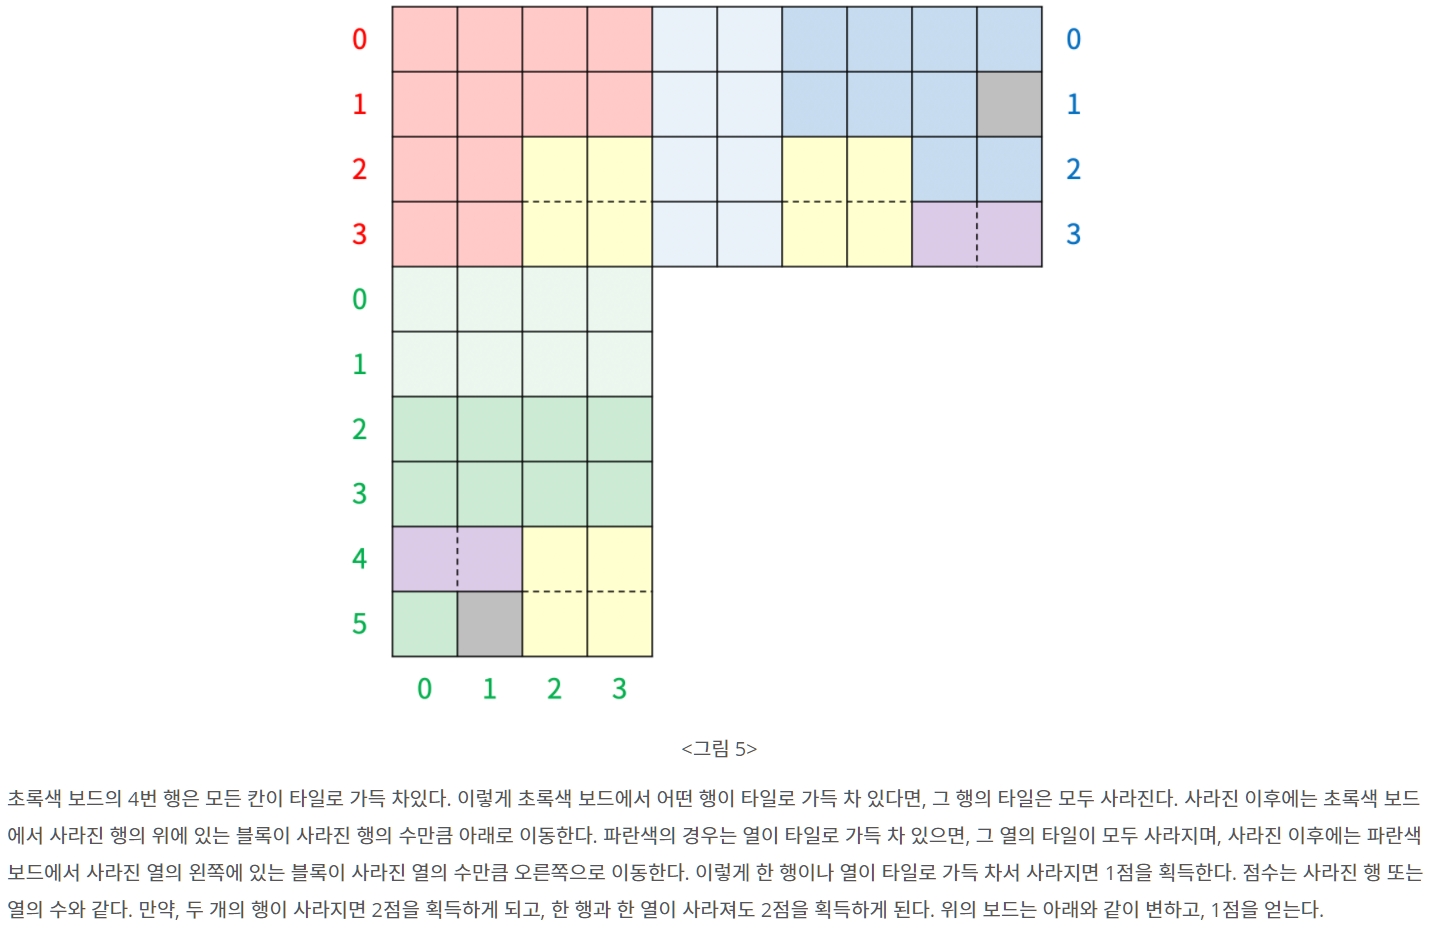 0 0
1 1
2 2
3 3
0
1
2
3
4
5
0 1 2 3
<그림 5>
초록색 보드의 4번 행은 모든 칸이 타일로 가득 차있다. 이렇게 초록색 보드에서 어떤 행이 타일로 가득 차 있다면, 그 행의 타일은 모두 사라진다. 사라진 이후에는 초록색 보드
에서 사라진 행의 위에 있는 블록이 사라진 행의 수만큼 아래로 이동한다. 파란색의 경우는 열이 타일로 가득 차 있으면, 그 열의 타일이 모두 사라지며, 사라진 이후에는 파란색
보드에서 사라진 열의 왼쪽에 있는 블록이 사라진 열의 수만큼 오른쪽으로 이동한다. 이렇게 한 행이나 열이 타일로 가득 차서 사라지면 1점을 획득한다. 점수는 사라진 행 또는
열의 수와 같다. 만약, 두 개의 행이 사라지면 2점을 획득하게 되고, 한 행과 한 열이 사라져도 2점을 획득하게 된다. 위의 보드는 아래와 같이 변하고, 1점을 얻는다.